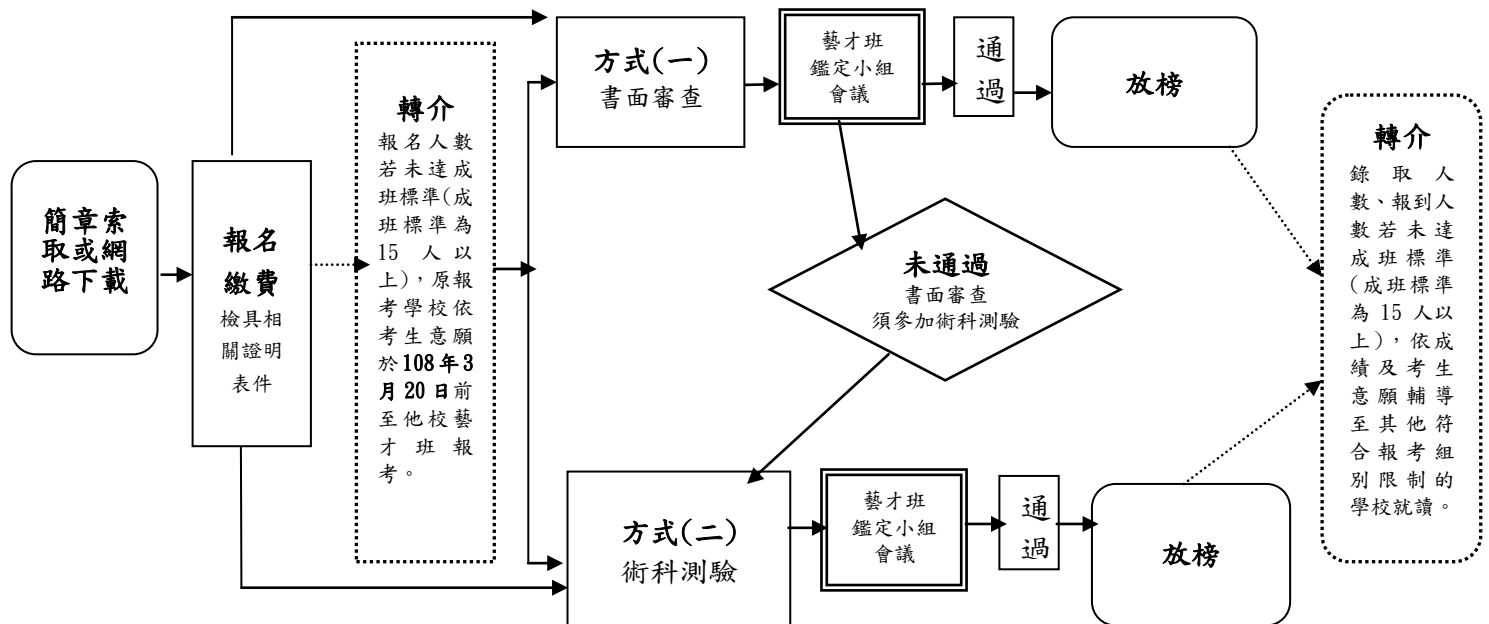 簡章索
取或網
路下載
報名
繳費
檢具相
關證明
表件
轉介
報名人數
若未達成
班標準(成
班標準為
15 人以
上)，原報
考學校依
考生意願
於108年3
月20日前
至他校藝
才班報
考。
方式(一)
書面審查
藝才班
鑑定小組
會議
通
過
放榜
未通過
書面審查
須參加術科測驗
方式(二)
術科測驗
藝才班
鑑定小組
會議
通
過
放榜
轉介
錄取人
數、報到人
數若未達
成班標準
(成班標準
為 15 人以
上)，依成
績及考生
意願輔導
至其他符
合報考組
別限制的
學校就讀。